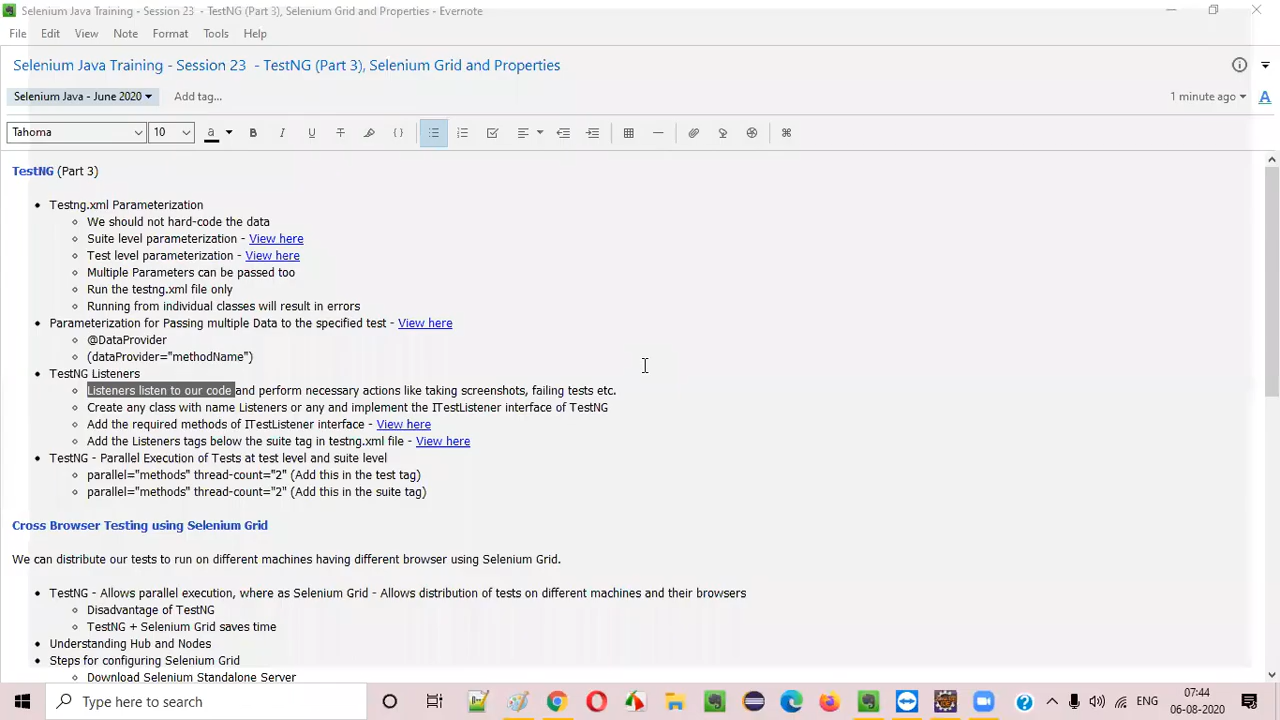 Selenium Java Training - Session 23 - TestNG (Part 3), Selenium Grid and Properties - Evernote
File Edit View Note Format Tools Help
Selenium Java Training - Session 23 - TestNG (Part 3), Selenium Grid and Properties
Selenium Java - June 2020 Add tag... 1 minute ago
Tahoma 10
TestNG (Part 3)
Testng.xml Parameterization
We should not hard-code the data
Suite level parameterization - View here
Test level parameterization - View here
Multiple Parameters can be passed too
Run the testng.xml file only
Running from individual classes will result in errors
Parameterization for Passing multiple Data to the specified test - View here
@DataProvider
(dataProvider="methodName")
TestNG Listeners
Listeners listen to our code and perform necessary actions like taking screenshots, failing tests etc.
Create any class with name Listeners or any and implement the ITestListener interface of TestNG
Add the required methods of ITestListener interface - View here
Add the Listeners tags below the suite tag in testng.xml file - View here
TestNG - Parallel Execution of Tests at test level and suite level
parallel="methods" thread-count="2" (Add this in the test tag)
parallel="methods" thread-count="2" (Add this in the suite tag)
Cross Browser Testing using Selenium Grid
We can distribute our tests to run on different machines having different browser using Selenium Grid.
TestNG - Allows parallel execution, where as Selenium Grid - Allows distribution of tests on different machines and their browsers
Disadvantage of TestNG
TestNG + Selenium Grid saves time
Understanding Hub and Nodes
Steps for configuring Selenium Grid
Download Selenium Standalone Server
Type here to search
ENG
07:44
06-08-2020